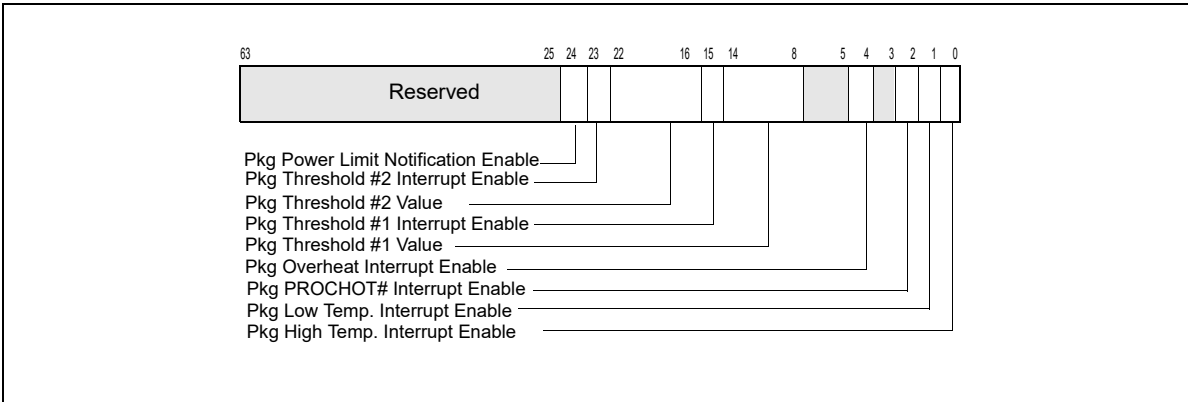 63 25 24 23 22 16 15 14 8 5 4 3 2 1 0
Reserved
Pkg Power Limit Notification Enable
Pkg Threshold #2 Interrupt Enable
Pkg Threshold #2 Value
Pkg Threshold #1 Interrupt Enable
Pkg Threshold #1 Value
Pkg Overheat Interrupt Enable
Pkg PROCHOT# Interrupt Enable
Pkg Low Temp. Interrupt Enable
Pkg High Temp. Interrupt Enable